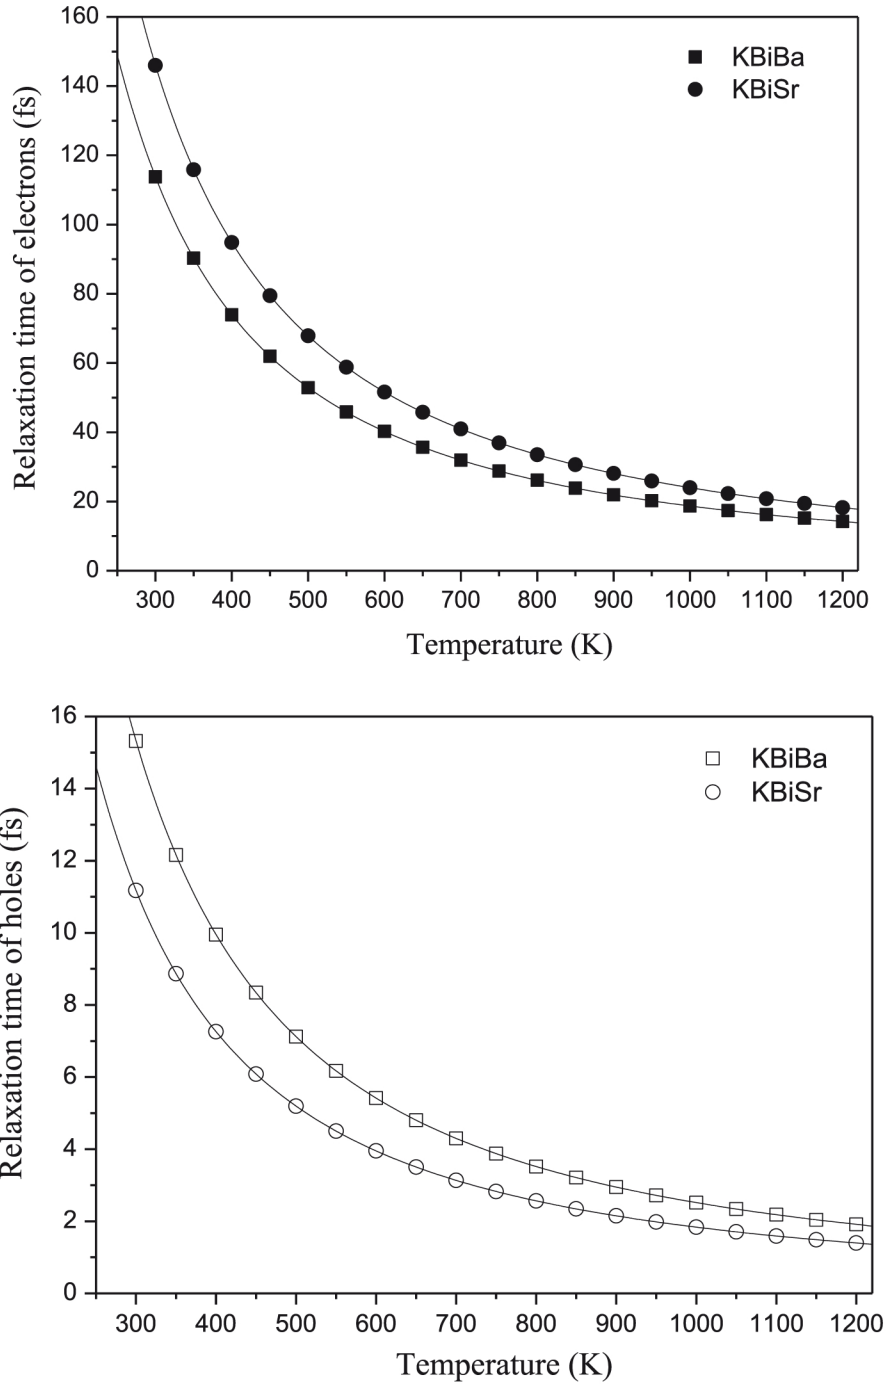 160
140
120
100
80
60
40
20
0
Relaxation time of electrons (fs)
KBiBa
KBiSr
300 400 500 600 700 800 900 1000 1100 1200
Temperature (K)
16
14
12
10
8
6
4
2
0
Relaxation time of holes (fs)
KBiBa
KBiSr
300 400 500 600 700 800 900 1000 1100 1200
Temperature (K)